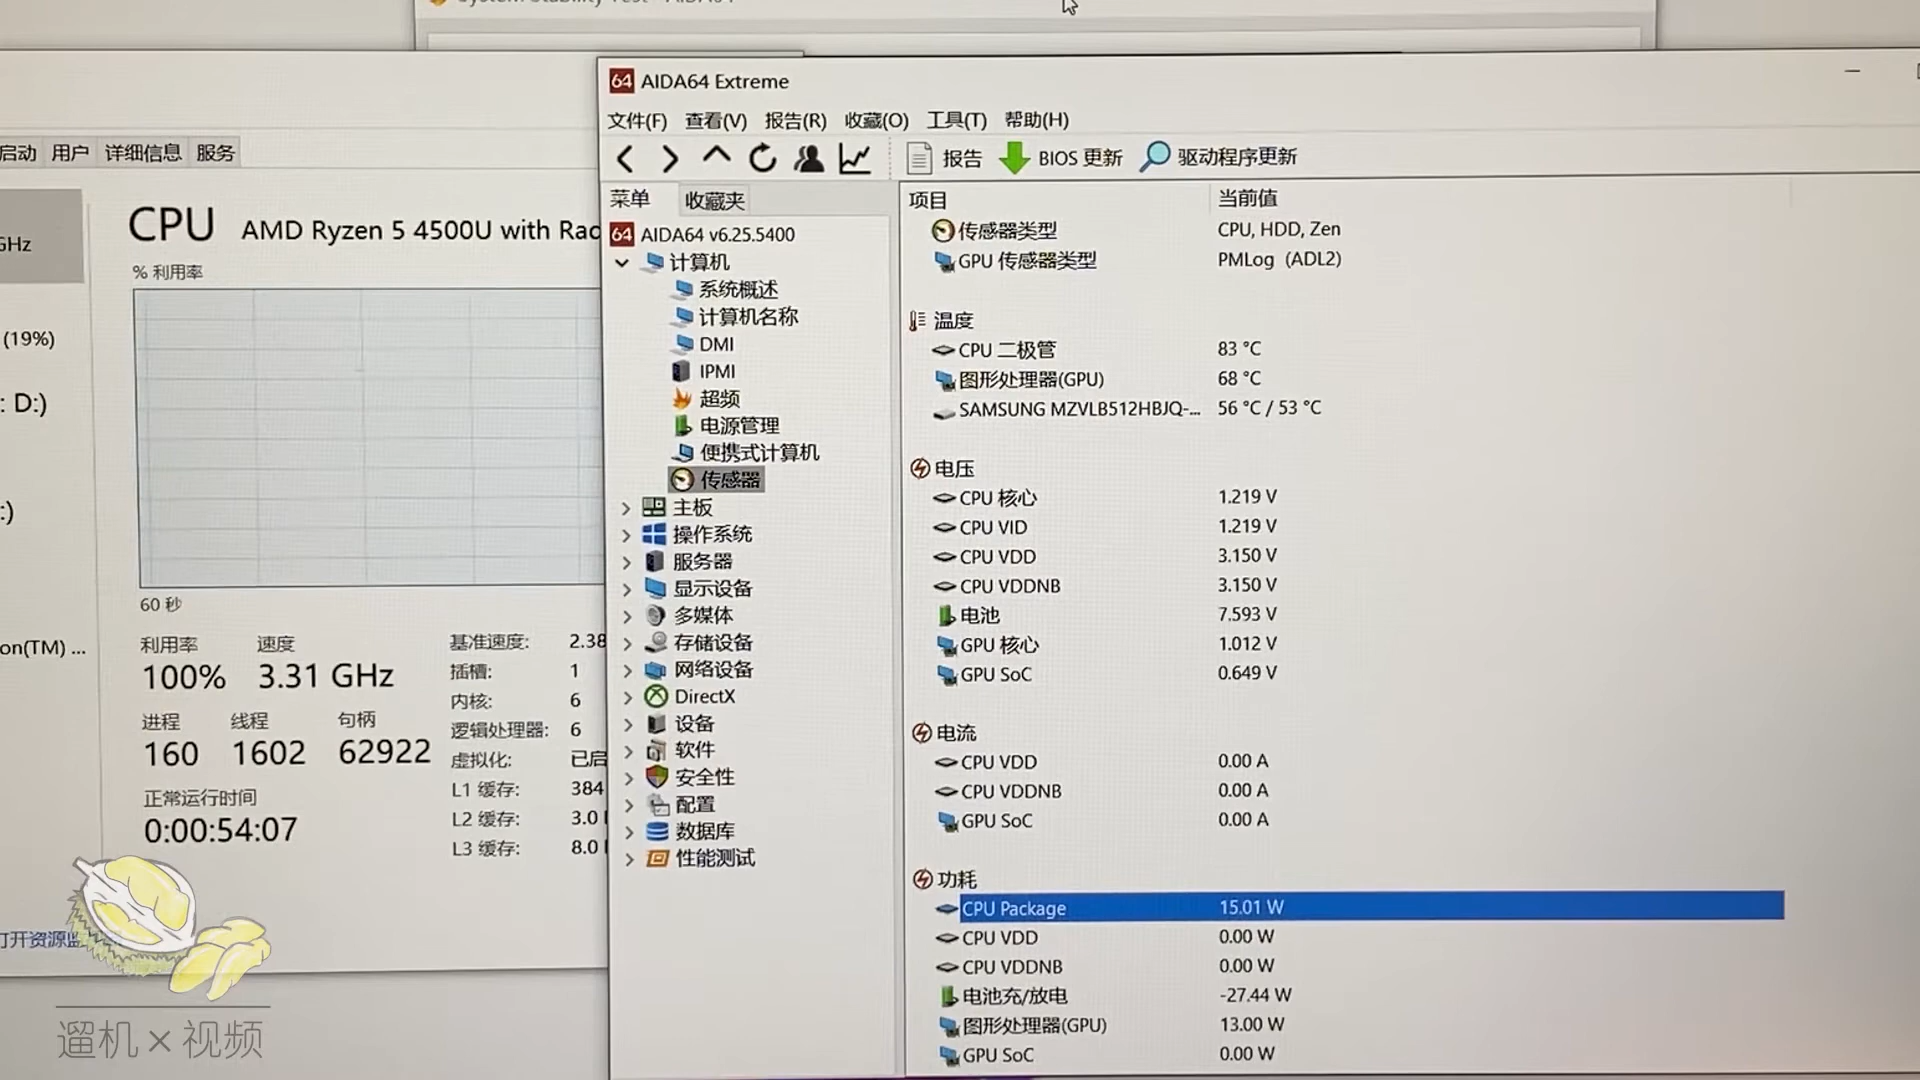 System Stability Test - AIDA64
启动 用户 详细信息 服务
GHz
(19%)
: D:)
:)
on(TM) ...
CPU AMD Ryzen 5 4500U with Rad
% 利用率
60 秒
利用率 速度
100% 3.31 GHz
进程 线程 句柄
160 1602 62922
正常运行时间
0:00:54:07
基准速度: 2.38
插槽: 1
内核: 6
逻辑处理器: 6
虚拟化: 已启
L1 缓存: 384
L2 缓存: 3.0
L3 缓存: 8.0
打开资源监
遛机×视频
64 AIDA64 Extreme
文件(F) 查看(V) 报告(R) 收藏(O) 工具(T) 帮助(H)
报告 BIOS 更新 驱动程序更新
菜单 收藏夹
64 AIDA64 v6.25.5400
计算机
系统概述
计算机名称
DMI
IPMI
超频
电源管理
便携式计算机
传感器
主板
操作系统
服务器
显示设备
多媒体
存储设备
网络设备
DirectX
设备
软件
安全性
配置
数据库
性能测试
项目 当前值
传感器类型 CPU, HDD, Zen
GPU 传感器类型 PMLog (ADL2)
温度
CPU 二极管 83 °C
图形处理器(GPU) 68 °C
SAMSUNG MZVLB512HBJQ-... 56 °C / 53 °C
电压
CPU 核心 1.219 V
CPU VID 1.219 V
CPU VDD 3.150 V
CPU VDDNB 3.150 V
电池 7.593 V
GPU 核心 1.012 V
GPU SoC 0.649 V
电流
CPU VDD 0.00 A
CPU VDDNB 0.00 A
GPU SoC 0.00 A
功耗
CPU Package 15.01 W
CPU VDD 0.00 W
CPU VDDNB 0.00 W
电池充/放电 -27.44 W
图形处理器(GPU) 13.00 W
GPU SoC 0.00 W